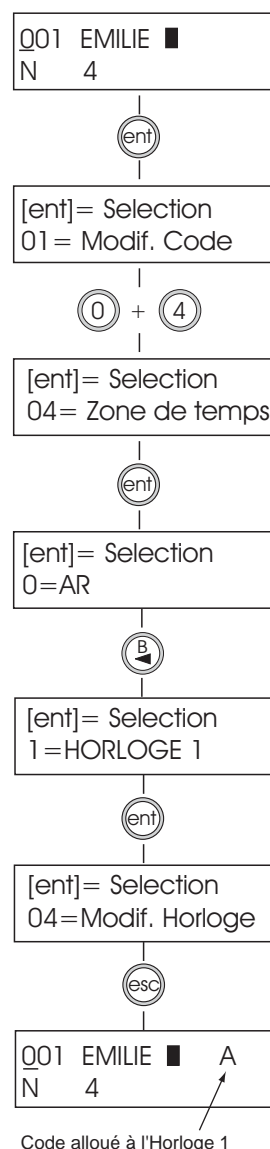 001 EMILIE ■
N 4
ent
[ent]= Selection
01= Modif. Code
0 + 4
[ent]= Selection
04= Zone de temps
ent
[ent]= Selection
0=AR
B
[ent]= Selection
1=HORLOGE 1
ent
[ent]= Selection
04=Modif. Horloge
esc
001 EMILIE ■ A
N 4
Code alloué à l'Horloge 1